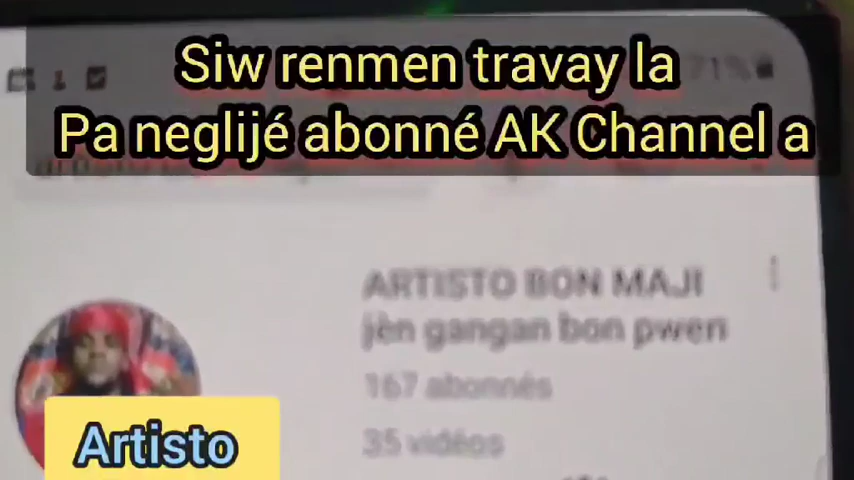 Siw renmen travay la
71%
Pa neglijé abonné AK Channel a
ARTISTO BON MAJI
jèn gangan bon pwen
167 abonnés
35 vidéos
Artisto